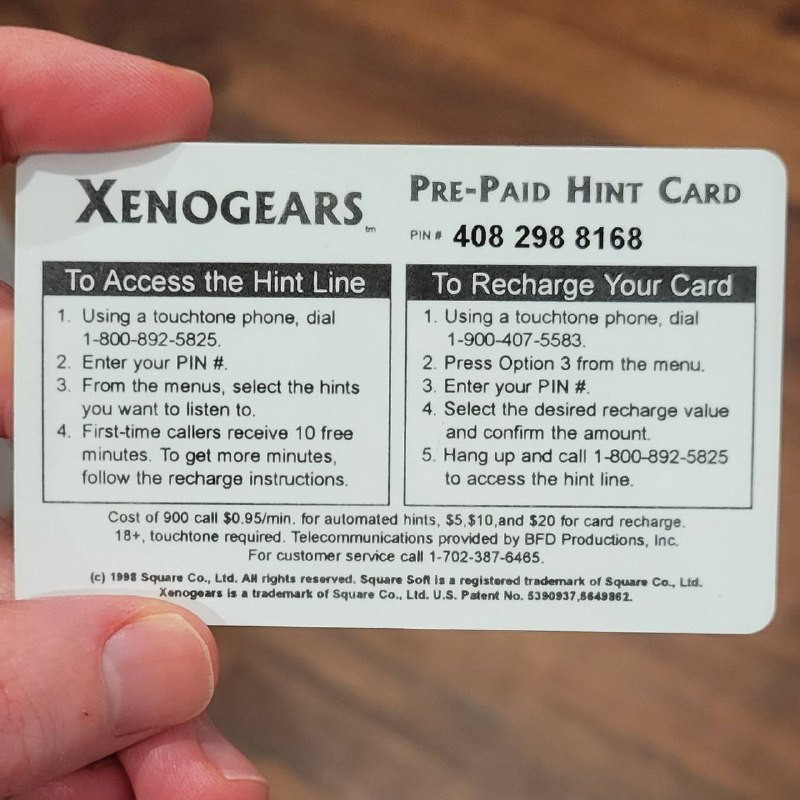 XENOGEARS tm
PRE-PAID HINT CARD
PIN # 408 298 8168
To Access the Hint Line
1. Using a touchtone phone, dial
1-800-892-5825.
2. Enter your PIN #.
3. From the menus, select the hints
you want to listen to.
4. First-time callers receive 10 free
minutes. To get more minutes,
follow the recharge instructions.
To Recharge Your Card
1. Using a touchtone phone, dial
1-900-407-5583.
2. Press Option 3 from the menu.
3. Enter your PIN #.
4. Select the desired recharge value
and confirm the amount.
5. Hang up and call 1-800-892-5825
to access the hint line.
Cost of 900 call $0.95/min. for automated hints, $5,$10,and $20 for card recharge.
18+, touchtone required. Telecommunications provided by BFD Productions, Inc.
For customer service call 1-702-387-6465.
(c) 1998 Square Co., Ltd. All rights reserved. Square Soft is a registered trademark of Square Co., Ltd.
Xenogears is a trademark of Square Co., Ltd. U.S. Patent No. 5390937,5649862.